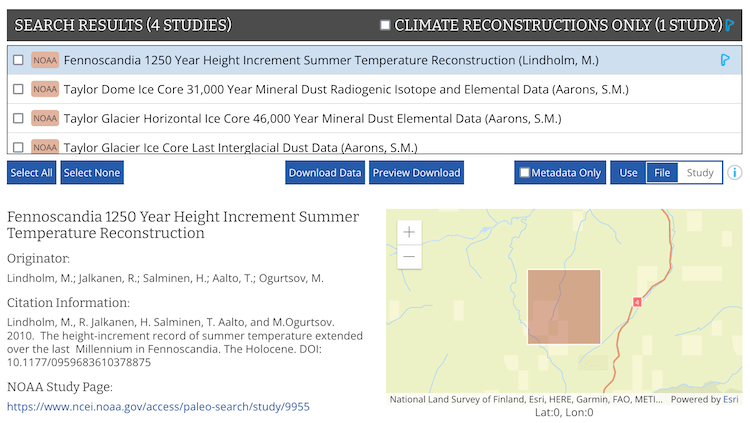 SEARCH RESULTS (4 STUDIES)
CLIMATE RECONSTRUCTIONS ONLY (1 STUDY)
NOAA Fennoscandia 1250 Year Height Increment Summer Temperature Reconstruction (Lindholm, M.)
NOAA Taylor Dome Ice Core 31,000 Year Mineral Dust Radiogenic Isotope and Elemental Data (Aarons, S.M.)
NOAA Taylor Glacier Horizontal Ice Core 46,000 Year Mineral Dust Elemental Data (Aarons, S.M.)
NOAA Taylor Glacier Ice Core Last Interglacial Dust Data (Aarons, S.M.)
Select All Select None Download Data Preview Download Metadata Only Use File Study i
Fennoscandia 1250 Year Height Increment Summer
Temperature Reconstruction
Originator:
Lindholm, M.; Jalkanen, R.; Salminen, H.; Aalto, T.; Ogurtsov, M.
Citation Information:
Lindholm, M., R. Jalkanen, H. Salminen, T. Aalto, and M.Ogurtsov.
2010. The height-increment record of summer temperature extended
over the last Millennium in Fennoscandia. The Holocene. DOI:
10.1177/0959683610378875
NOAA Study Page:
https://www.ncei.noaa.gov/access/paleo-search/study/9955
+
−
4
National Land Survey of Finland, Esri, HERE, Garmin, FAO, METI... Powered by Esri
Lat:0, Lon:0